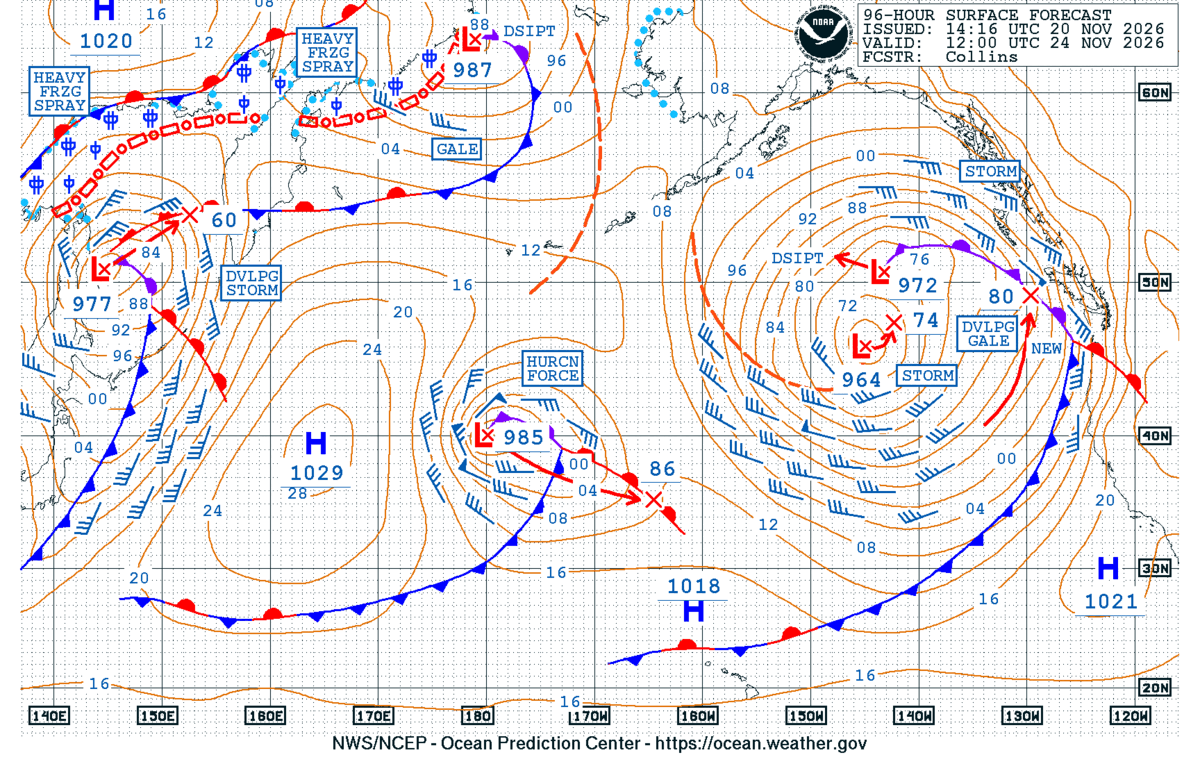 H
1020
16
08
12
HEAVY
FRZG
SPRAY
88
L
987
DSIPT
96
00
NOAA
96-HOUR SURFACE FORECAST
ISSUED: 14:16 UTC 20 NOV 2026
VALID: 12:00 UTC 24 NOV 2026
FCSTR: Collins
HEAVY
FRZG
SPRAY
08
60N
04
GALE
00
STORM
04
60
84
L
977
88
92
96
00
04
DVLPG
STORM
08
12
16
20
24
92
88
96
80
84
DSIPT
L
972
76
72
50N
80
74
L
964
DVLPG
GALE
NEW
STORM
HURCN
FORCE
L
985
00
04
08
86
40N
H
1029
28
24
20
00
04
08
12
20
16
H
1018
16
H
1021
30N
16
16
16
20N
140E
150E
160E
170E
180
170W
160W
150W
140W
130W
120W
NWS/NCEP - Ocean Prediction Center - https://ocean.weather.gov